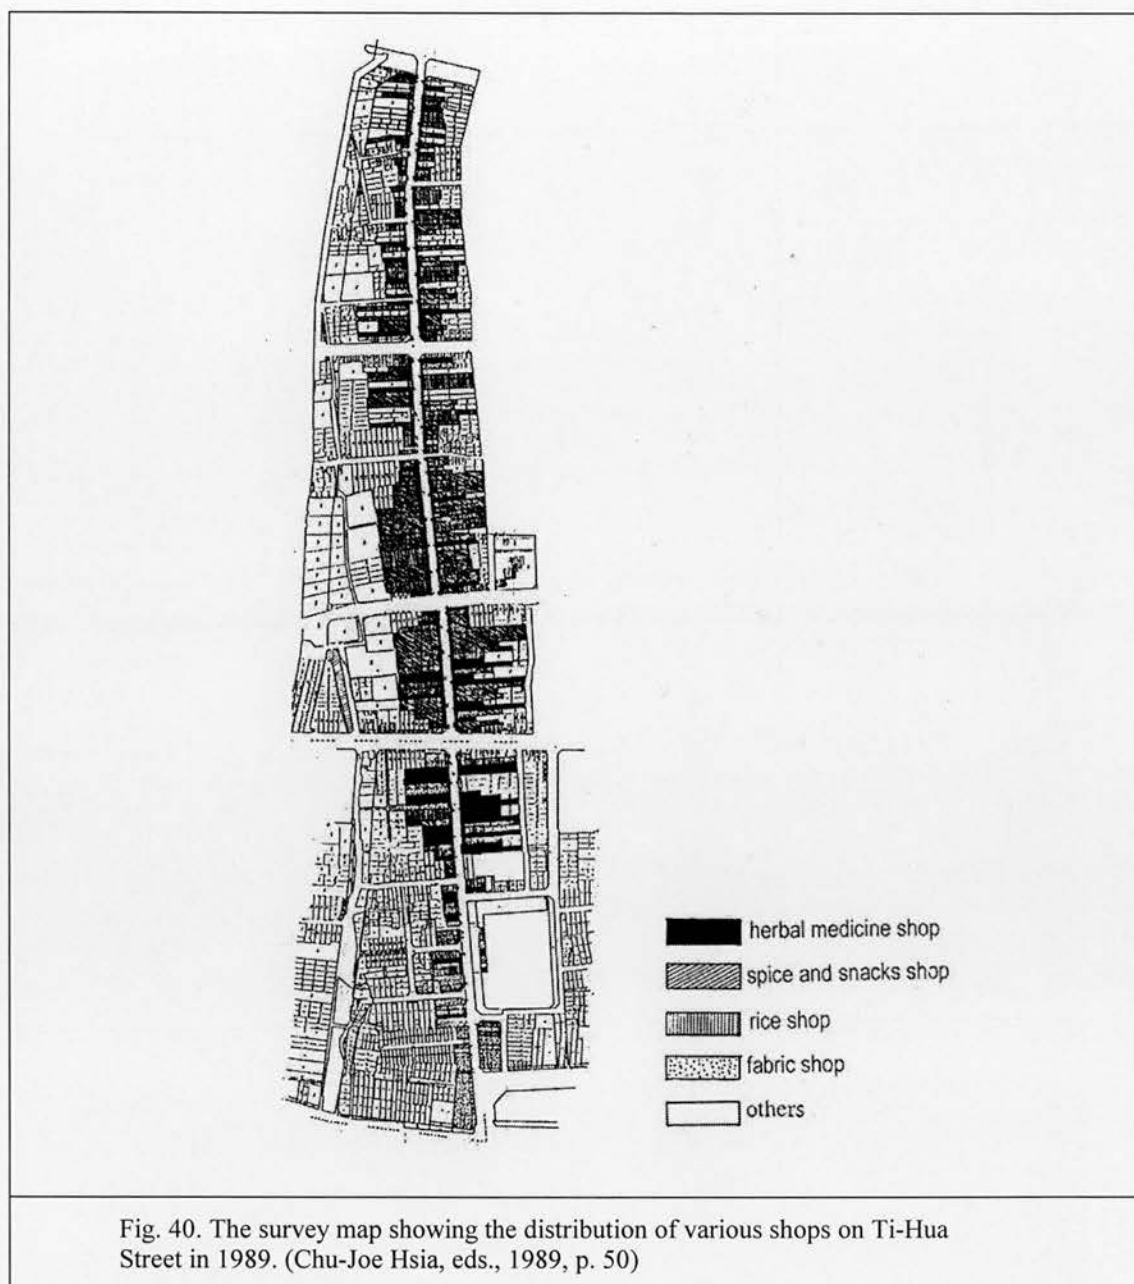 herbal medicine shop
spice and snacks shop
rice shop
fabric shop
others
Fig. 40. The survey map showing the distribution of various shops on Ti-Hua
Street in 1989. (Chu-Joe Hsia, eds., 1989, p. 50)